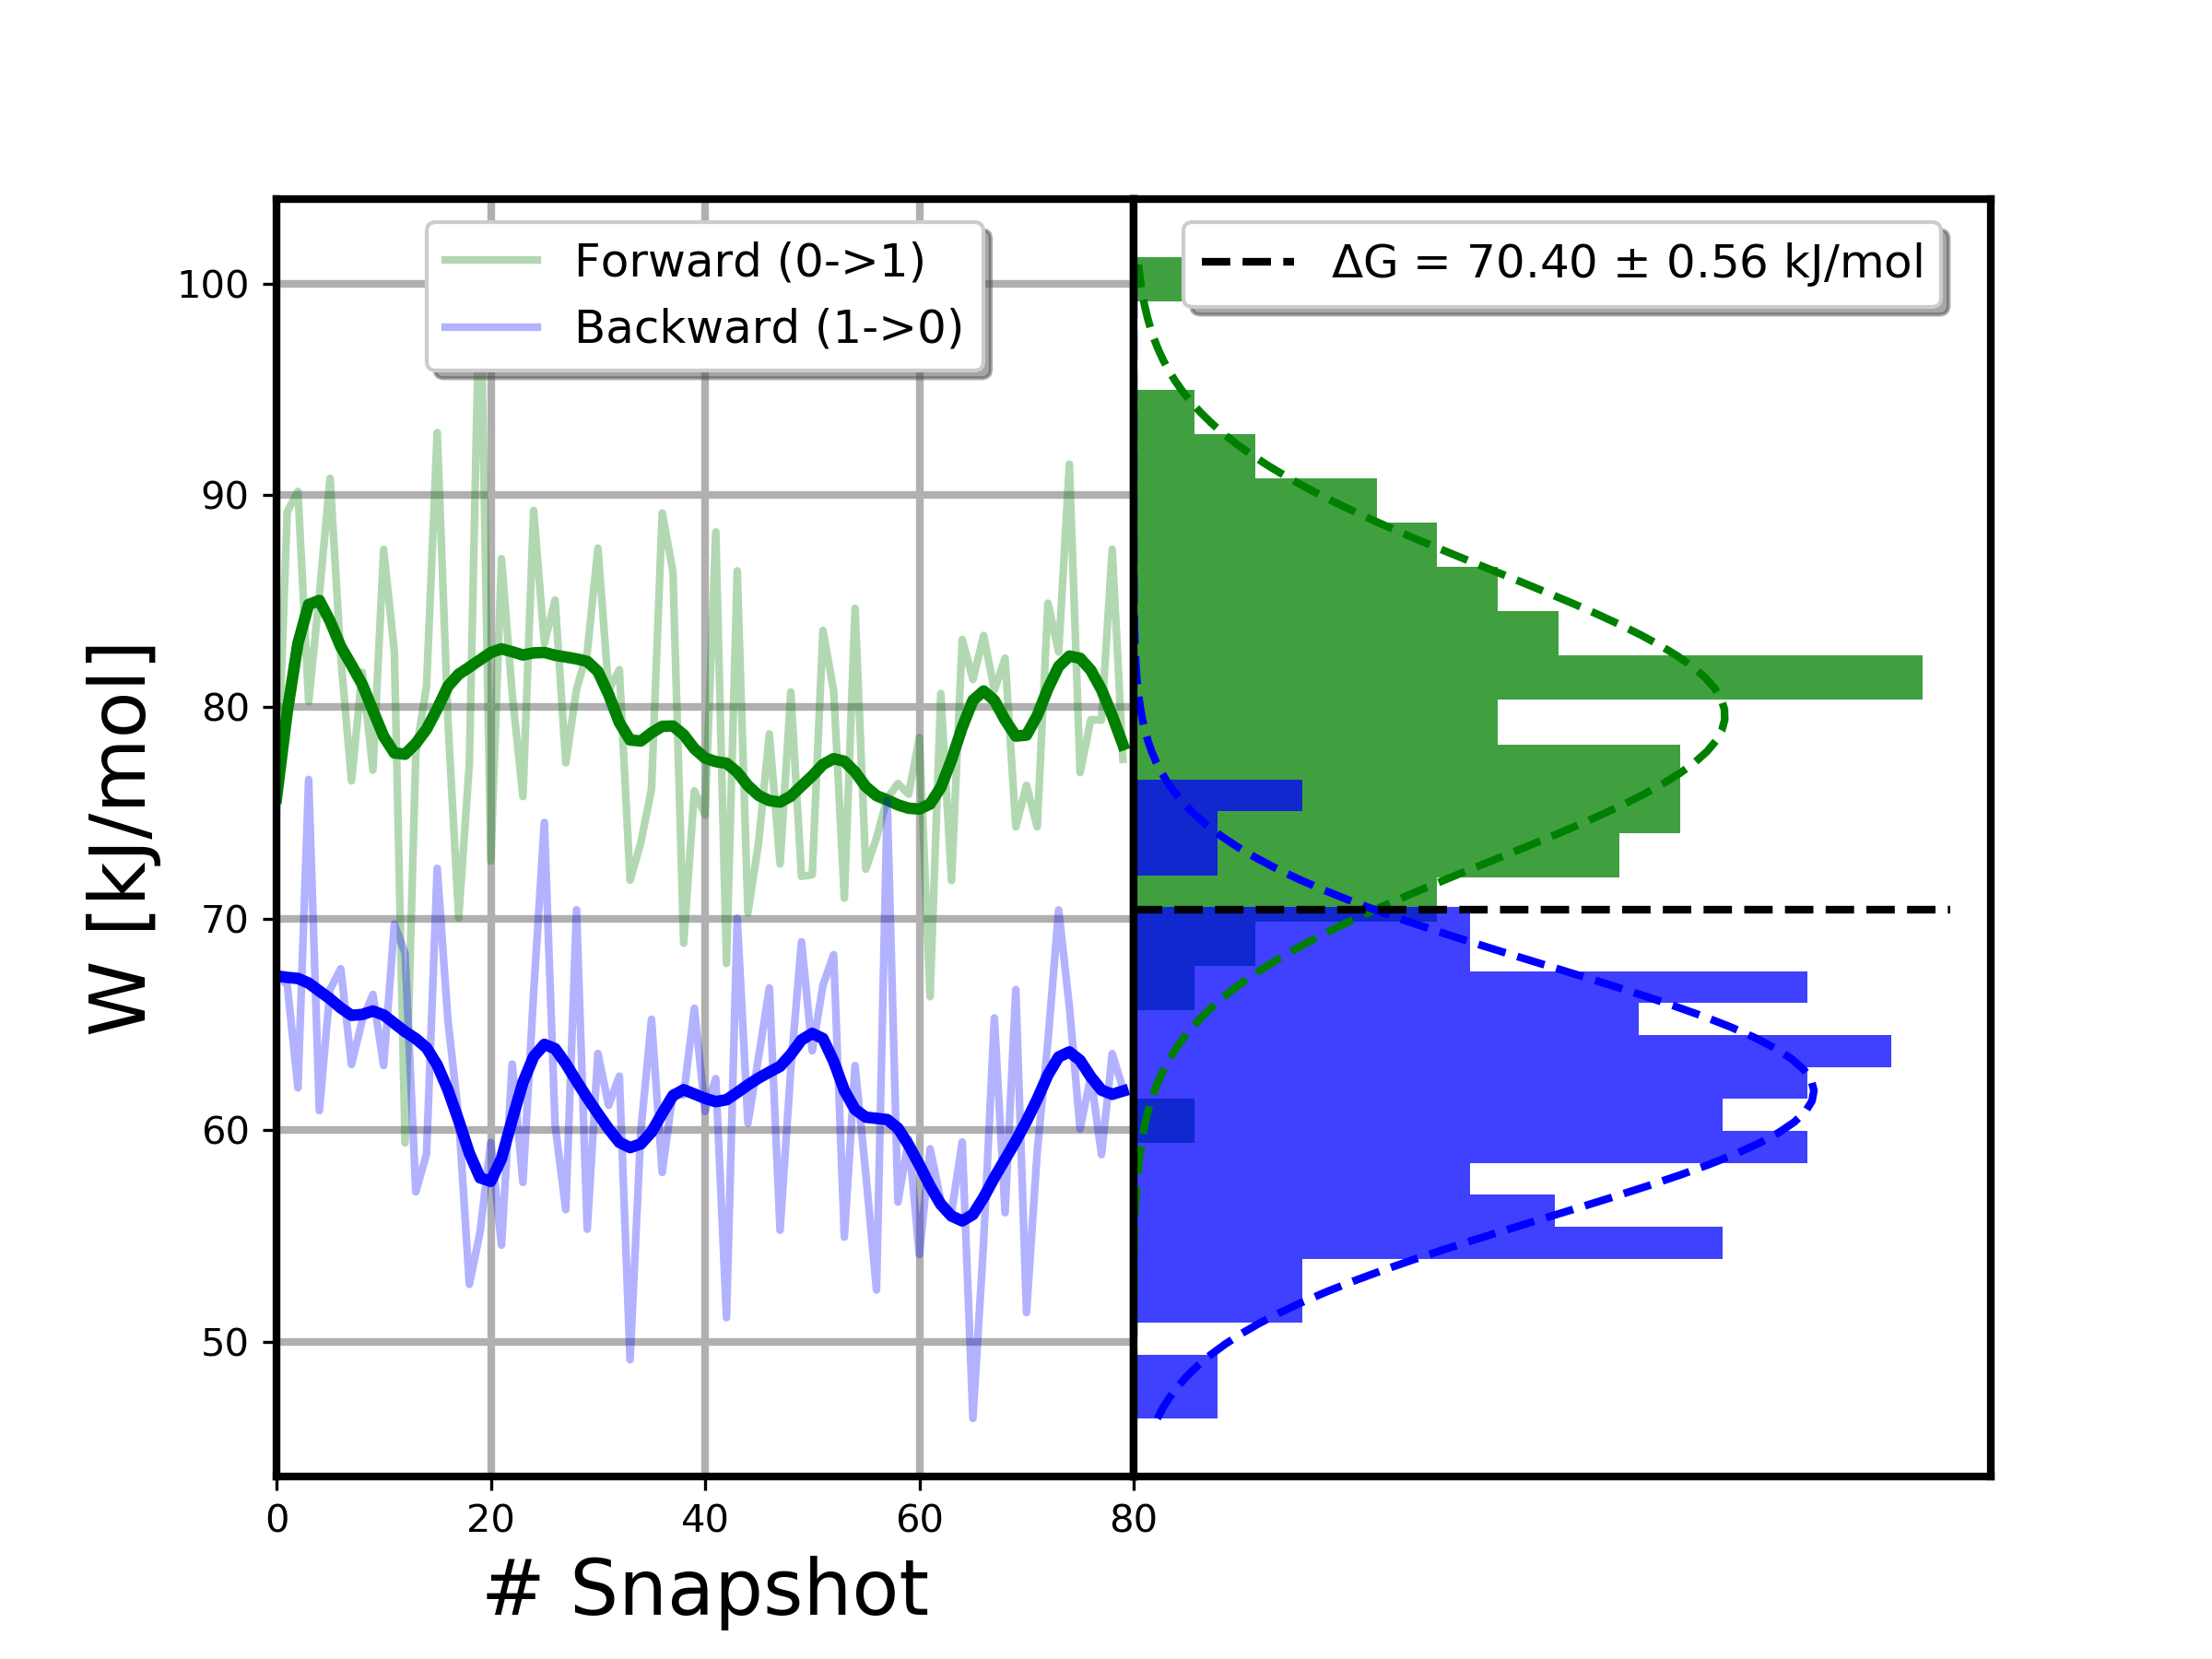 Forward (0->1)
Backward (1->0)
ΔG = 70.40 ± 0.56 kJ/mol
W [kJ/mol]
100
90
80
70
60
50
0 20 40 60 80
# Snapshot